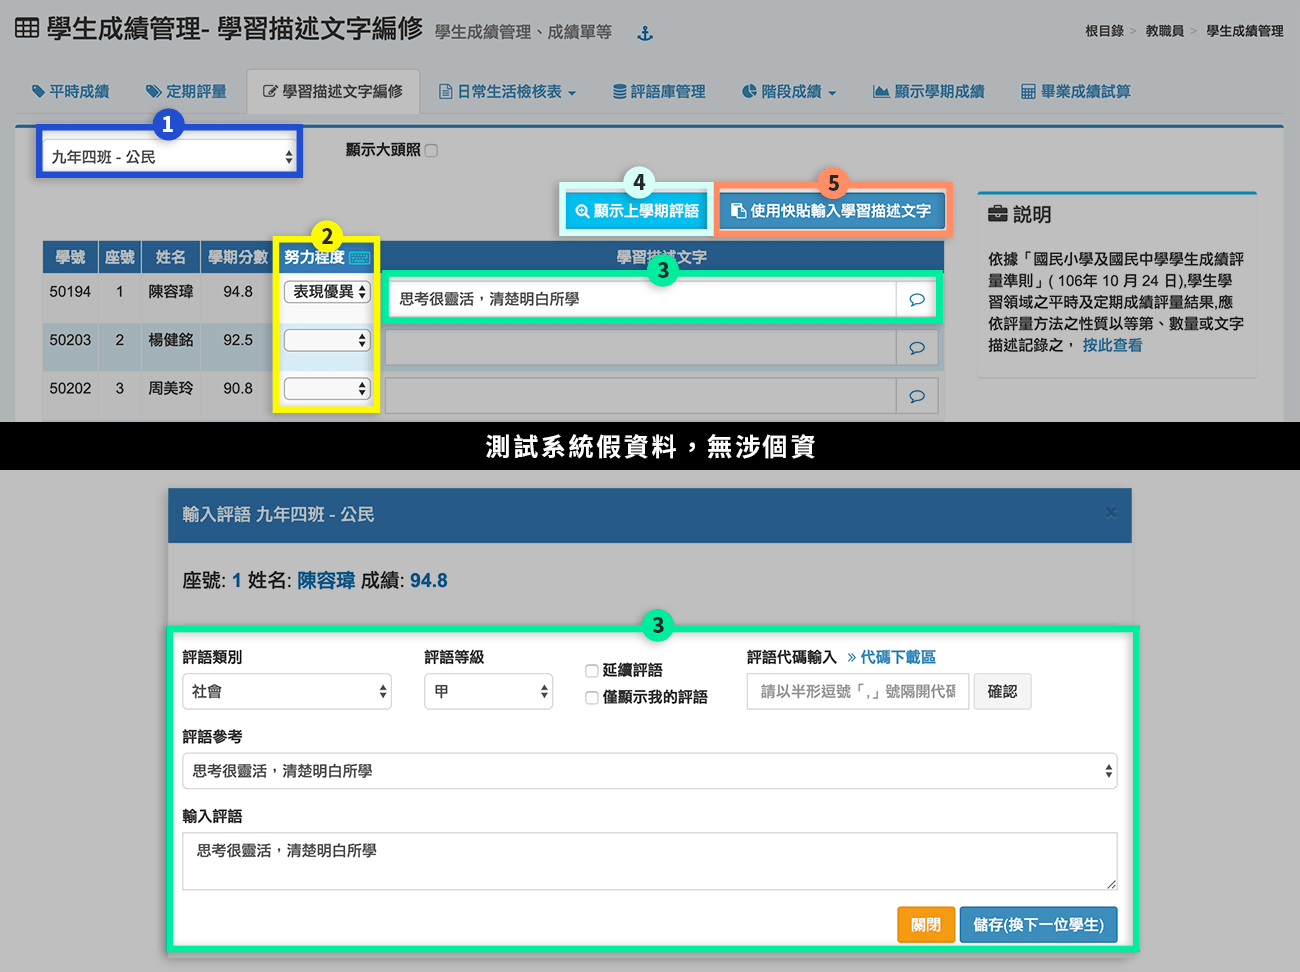 學生成績管理- 學習描述文字編修 學生成績管理、成績單等
根目錄 > 教職員 > 學生成績管理
平時成績 定期評量 學習描述文字編修 日常生活檢核表 評語庫管理 階段成績 顯示學期成績 畢業成績試算
1
九年四班 - 公民
顯示大頭照
4 5
顯示上學期評語 使用快貼輸入學習描述文字
2
學號 座號 姓名 學期分數 努力程度 學習描述文字
3
50194 1 陳容瑋 94.8 表現優異 思考很靈活，清楚明白所學
50203 2 楊健銘 92.5
50202 3 周美玲 90.8
說明
依據「國民小學及國民中學學生成績評
量準則」( 106年 10 月 24 日),學生學
習領域之平時及定期成績評量結果,應
依評量方法之性質以等第、數量或文字
描述記錄之， 按此查看
測試系統假資料，無涉個資
輸入評語 九年四班 - 公民 ×
座號: 1 姓名: 陳容瑋 成績: 94.8
3
評語類別 評語等級 延續評語 評語代碼輸入 » 代碼下載區
社會 甲 僅顯示我的評語 請以半形逗號「,」號隔開代碼 確認
評語參考
思考很靈活，清楚明白所學
輸入評語
思考很靈活，清楚明白所學
關閉 儲存(換下一位學生)